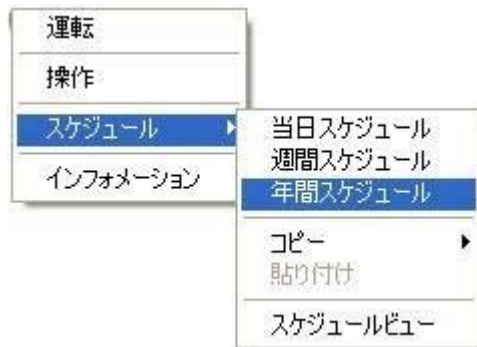 運転
操作
スケジュール
インフォメーション
当日スケジュール
週間スケジュール
年間スケジュール
コピー
貼り付け
スケジュールビュー